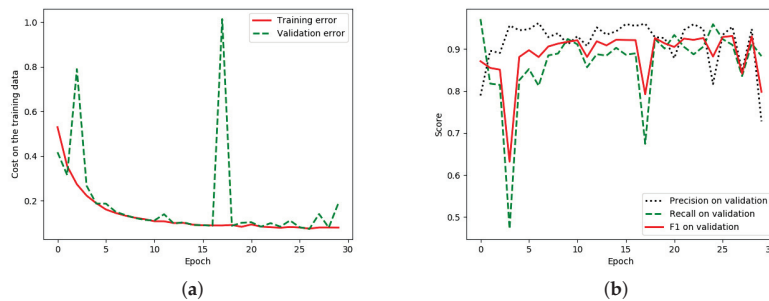 1.0
0.8
0.6
0.4
0.2
0
5
10
15
20
25
30
Cost on the training data
Epoch
Training error
Validation error
(a)
0.9
0.8
0.7
0.6
0.5
0
5
10
15
20
25
3
Score
Epoch
Precision on validation
Recall on validation
F1 on validation
(b)